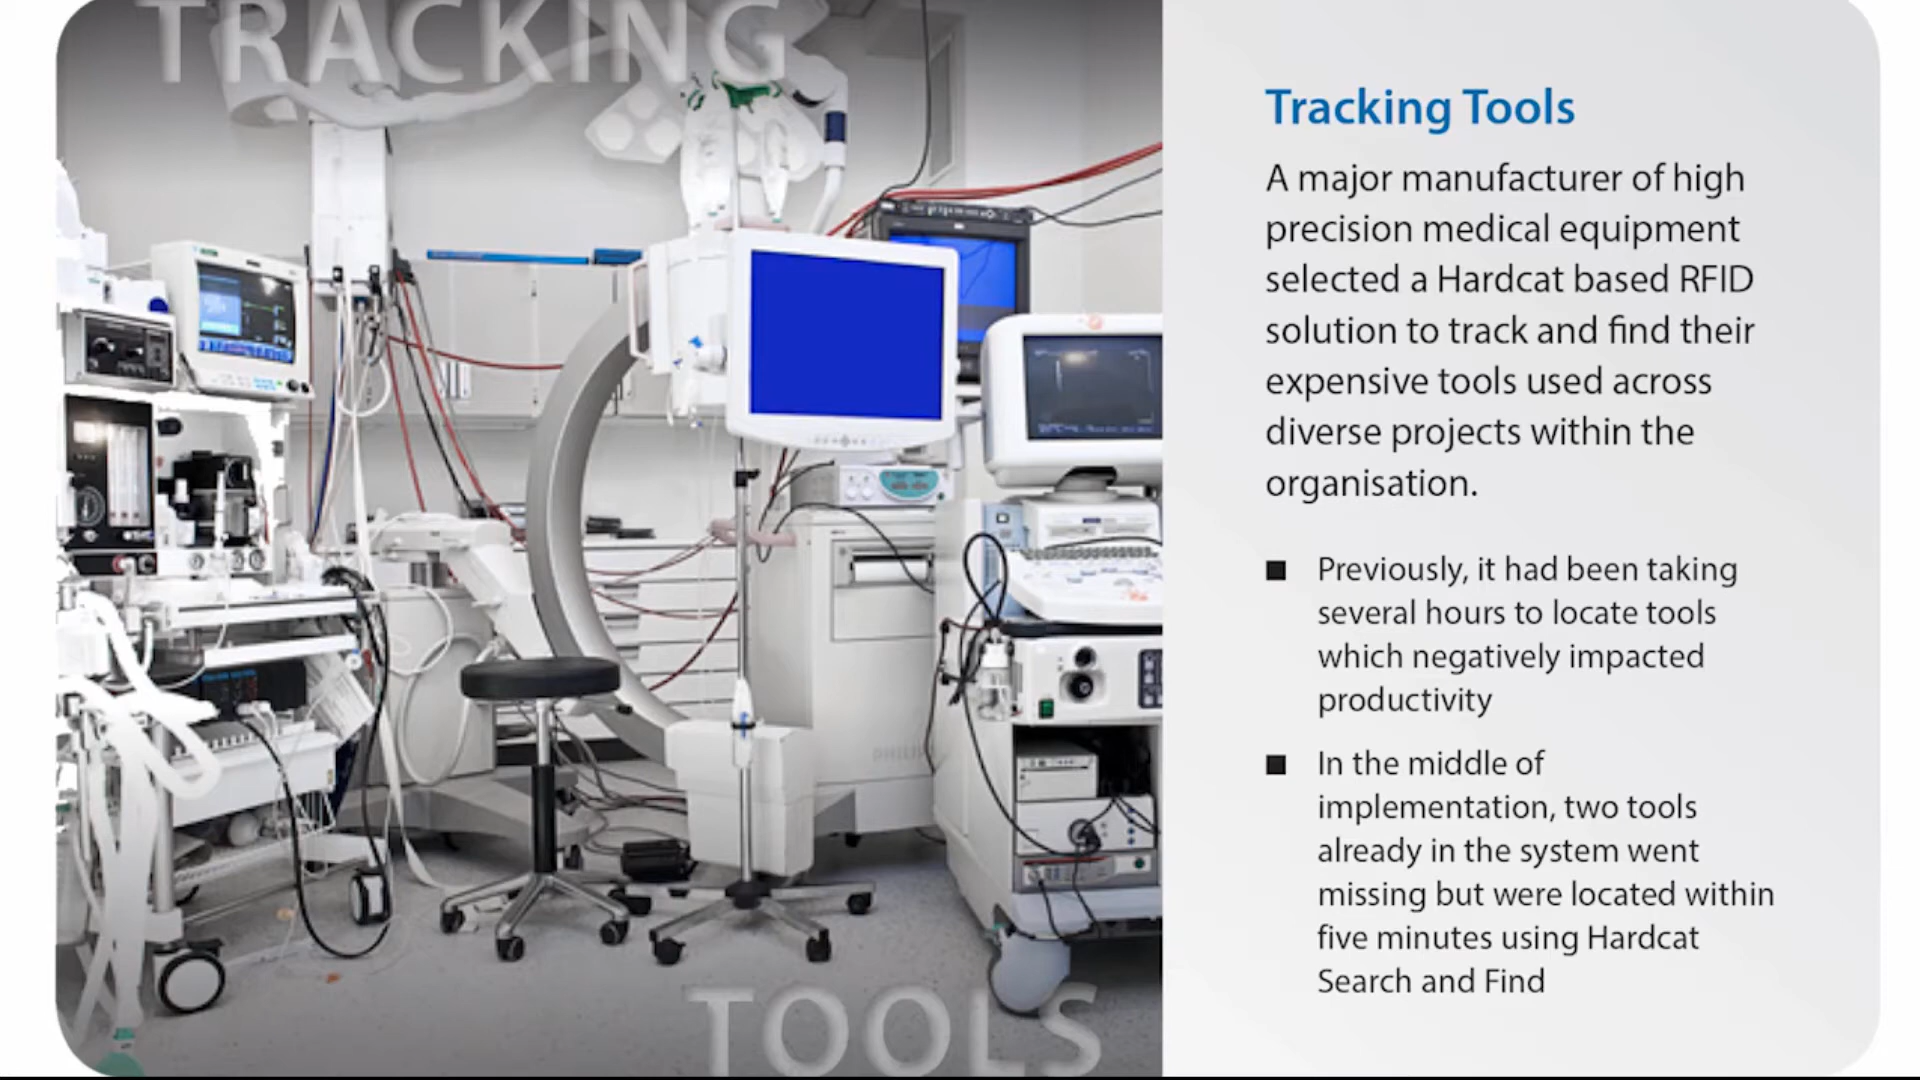 TRACKING
TOOLS
PHILIPS
Tracking Tools
A major manufacturer of high
precision medical equipment
selected a Hardcat based RFID
solution to track and find their
expensive tools used across
diverse projects within the
organisation.
■ Previously, it had been taking
several hours to locate tools
which negatively impacted
productivity
■ In the middle of
implementation, two tools
already in the system went
missing but were located within
five minutes using Hardcat
Search and Find